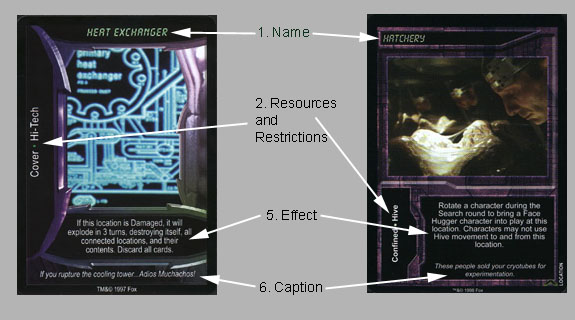 HEAT EXCHANGER
primary
heat
exchanger
Cover - Hi-Tech
If this location is Damaged, it will
explode in 3 turns, destroying itself, all
connected locations, and their
contents. Discard all cards.
If you rupture the cooling tower...Adios Muchachos!
TM&© 1997 Fox
1. Name
2. Resources
and
Restrictions
5. Effect
6. Caption
HATCHERY
Confined - Hive
Rotate a character during the
Search round to bring a Face
Hugger character into play at
this location. Characters may not use
Hive movement to and from this
location.
These people sold your cryotubes for
experimentation.
LOCATION
TM&© 1998 Fox